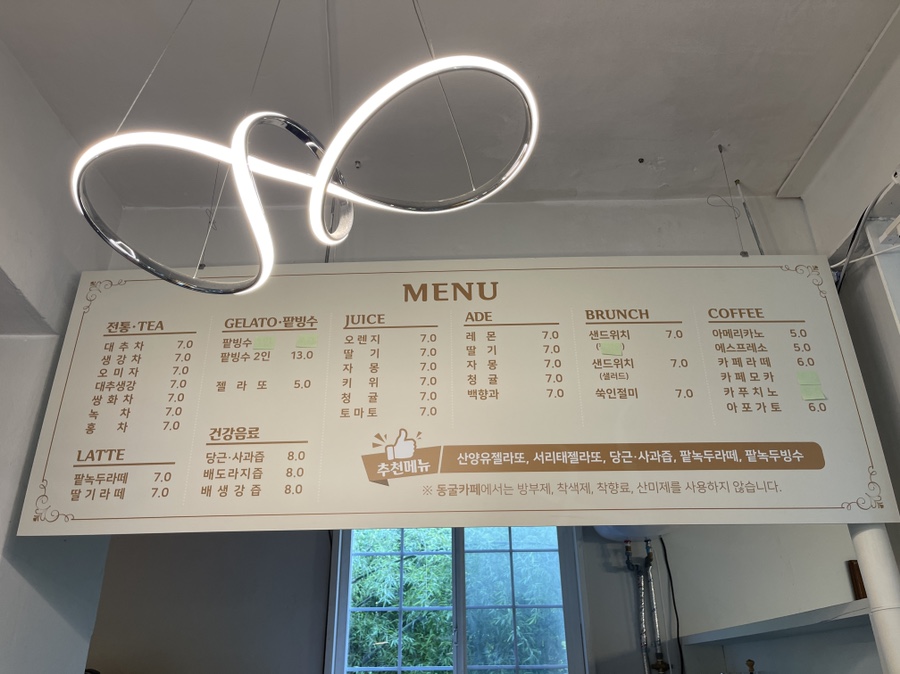 MENU
전통·TEA
대추차 7.0
생강차 7.0
오미자 7.0
대추생강 7.0
쌍화차 7.0
녹차 7.0
홍차 7.0
LATTE
팥녹두라떼 7.0
딸기라떼 7.0
GELATO·팥빙수
팥빙수
팥빙수 2인 13.0
젤라또 5.0
건강음료
당근·사과즙 8.0
배도라지즙 8.0
배생강즙 8.0
JUICE
오렌지 7.0
딸기 7.0
자몽 7.0
키위 7.0
청귤 7.0
토마토 7.0
ADE
레몬 7.0
딸기 7.0
자몽 7.0
청귤 7.0
백향과 7.0
BRUNCH
샌드위치 7.0
샌드위치 7.0
(샐러드)
쑥인절미 7.0
COFFEE
아메리카노 5.0
에스프레소 5.0
카페라떼 6.0
카페모카
카푸치노
아포가토 6.0
추천메뉴
산양유젤라또, 서리태젤라또, 당근·사과즙, 팥녹두라떼, 팥녹두빙수
※ 동굴카페에서는 방부제, 착색제, 착향료, 산미제를 사용하지 않습니다.